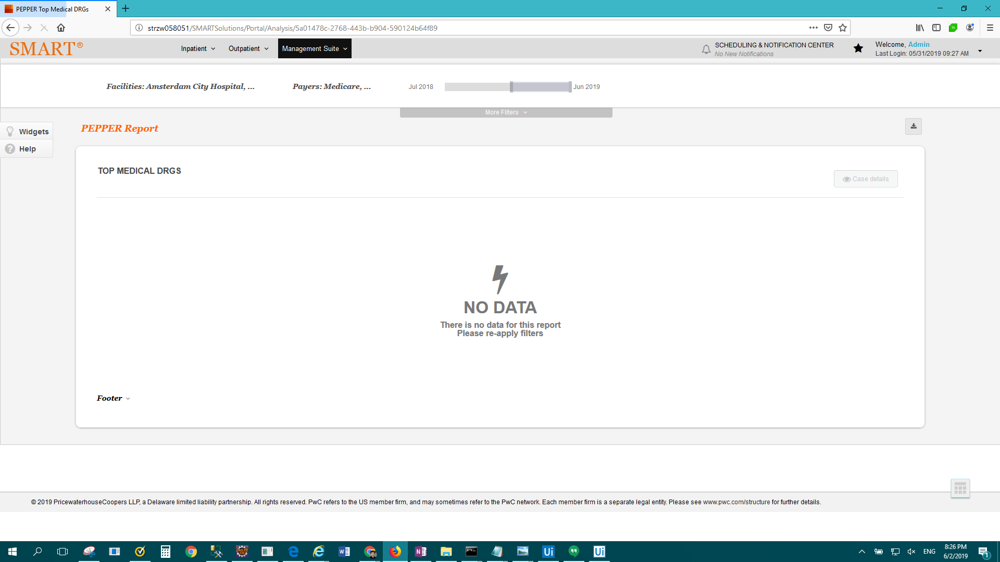 PEPPER Top Medical DRGs
strzw058051/SMARTSolutions/Portal/Analysis/5a01478c-2768-443b-b904-590124b64f89
SMART®
Inpatient
Outpatient
Management Suite
SCHEDULING & NOTIFICATION CENTER
No New Notifications
Welcome, Admin
Last Login: 05/31/2019 09:27 AM
Facilities: Amsterdam City Hospital, ...
Payers: Medicare, ...
Jul 2018
Jun 2019
More Filters
Widgets
Help
PEPPER Report
TOP MEDICAL DRGS
Case details
NO DATA
There is no data for this report
Please re-apply filters
Footer
© 2019 PricewaterhouseCoopers LLP, a Delaware limited liability partnership. All rights reserved. PwC refers to the US member firm, and may sometimes refer to the PwC network. Each member firm is a separate legal entity. Please see www.pwc.com/structure for further details.
ENG
8:26 PM
6/2/2019
1